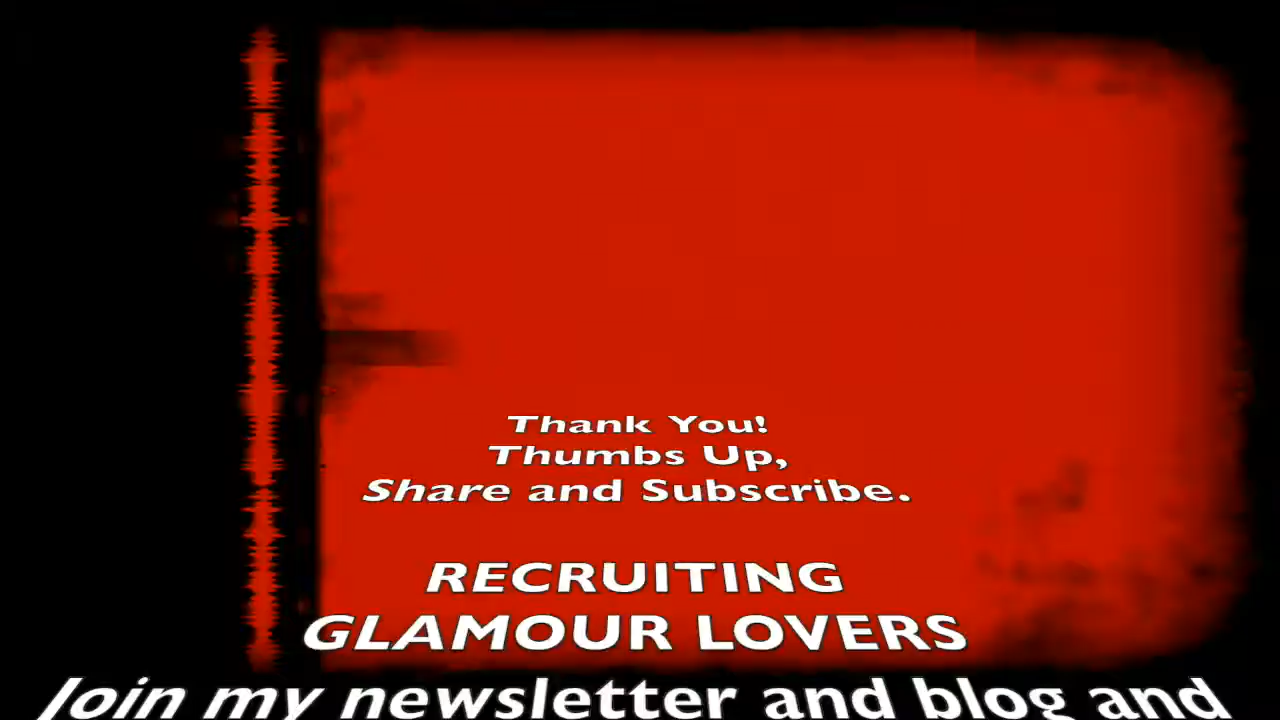 Thank You!
Thumbs Up,
Share and Subscribe.
RECRUITING
GLAMOUR LOVERS
Join my newsletter and blog and